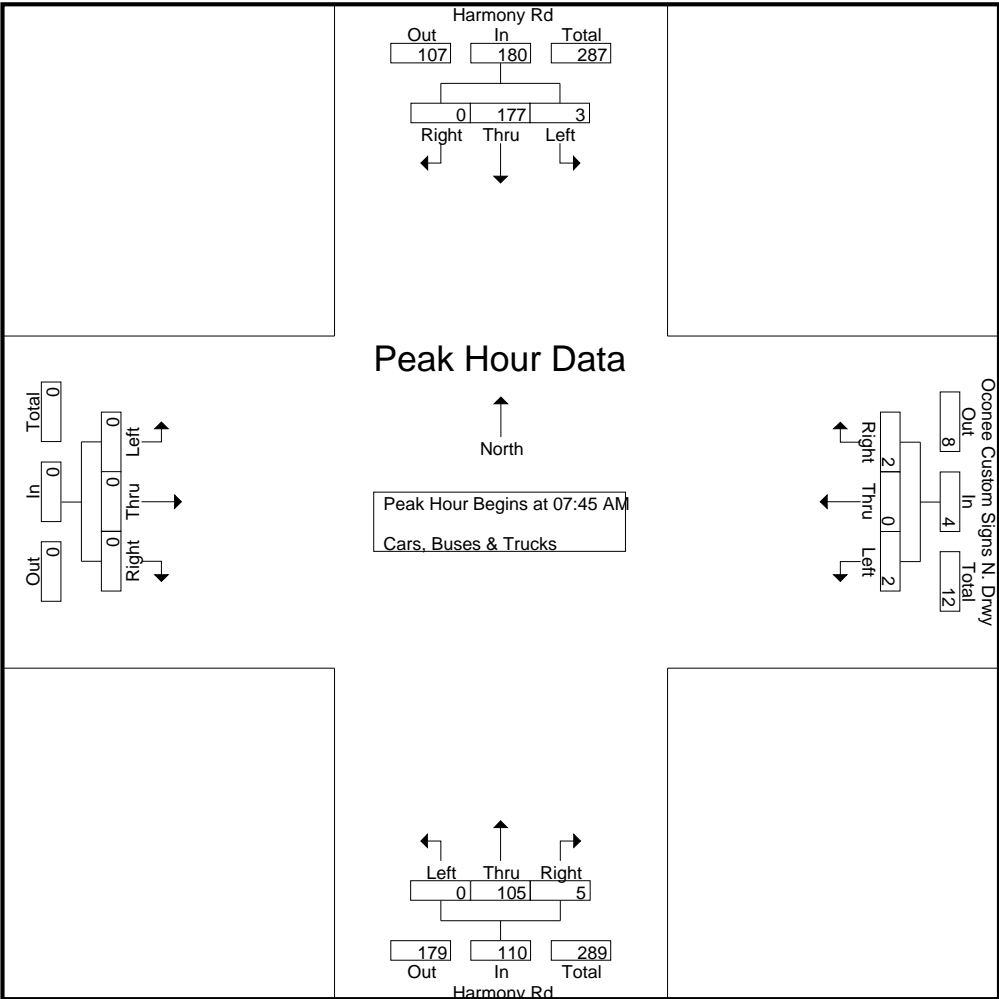 Harmony Rd
Out In Total
107 180 287
0 177 3
Right Thru Left
Peak Hour Data
North
Peak Hour Begins at 07:45 AM
Cars, Buses & Trucks
Total In Out
0 0 0
0 0 0
Left Thru Right
Oconee Custom Signs N. Drwy
Out In Total
8 4 12
2 0 2
Right Thru Left
Left Thru Right
0 105 5
179 110 289
Out In Total
Harmony Rd